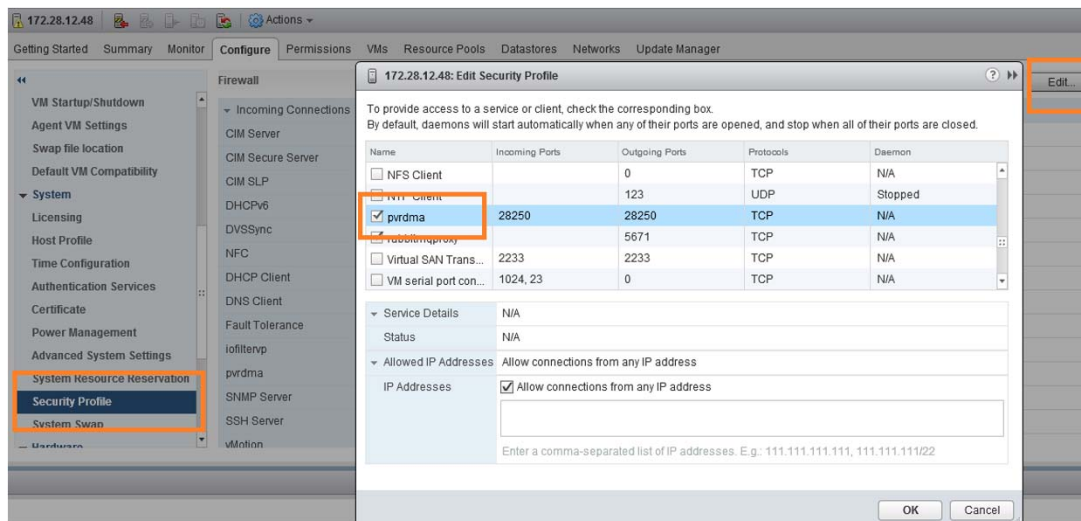 172.28.12.48 Actions
Getting Started Summary Monitor Configure Permissions VMs Resource Pools Datastores Networks Update Manager
VM Startup/Shutdown
Agent VM Settings
Swap file location
Default VM Compatibility
System
Licensing
Host Profile
Time Configuration
Authentication Services
Certificate
Power Management
Advanced System Settings
System Resource Reservation
Security Profile
System Swap
Hardware
Firewall
Incoming Connections
CIM Server
CIM Secure Server
CIM SLP
DHCPv6
DVSSync
NFC
DHCP Client
DNS Client
Fault Tolerance
iofiltervp
pvrdma
SNMP Server
SSH Server
vMotion
Edit...
172.28.12.48: Edit Security Profile
To provide access to a service or client, check the corresponding box.
By default, daemons will start automatically when any of their ports are opened, and stop when all of their ports are closed.
Name Incoming Ports Outgoing Ports Protocols Daemon
NFS Client 0 TCP N/A
NTP Client 123 UDP Stopped
pvrdma 28250 28250 TCP N/A
rabbitmqproxy 5671 TCP N/A
Virtual SAN Trans... 2233 2233 TCP N/A
VM serial port con... 1024, 23 0 TCP N/A
Service Details N/A
Status N/A
Allowed IP Addresses Allow connections from any IP address
IP Addresses Allow connections from any IP address
Enter a comma-separated list of IP addresses. E.g.: 111.111.111.111, 111.111.111/22
OK Cancel